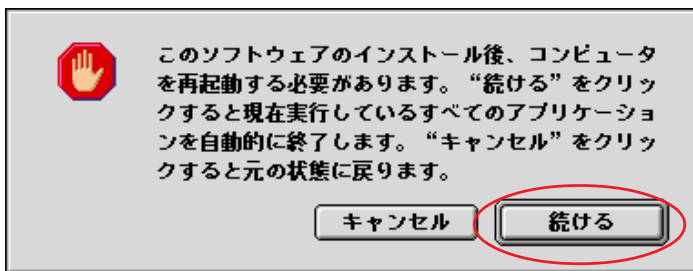 このソフトウェアのインストール後、コンピュータ
を再起動する必要があります。“続ける”をクリッ
クすると現在実行しているすべてのアプリケーショ
ンを自動的に終了します。“キャンセル”をクリッ
クすると元の状態に戻ります。
キャンセル 続ける